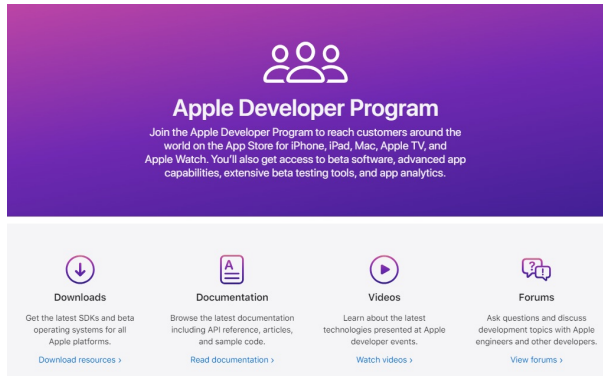 Apple Developer Program
Join the Apple Developer Program to reach customers around the
world on the App Store for iPhone, iPad, Mac, Apple TV, and
Apple Watch. You'll also get access to beta software, advanced app
capabilities, extensive beta testing tools, and app analytics.
Downloads
Get the latest SDKs and beta
operating systems for all
Apple platforms.
Download resources ›
A
Documentation
Browse the latest documentation
including API reference, articles,
and sample code.
Read documentation ›
Videos
Learn about the latest
technologies presented at Apple
developer events.
Watch videos ›
?!
Forums
Ask questions and discuss
development topics with Apple
engineers and other developers.
View forums ›